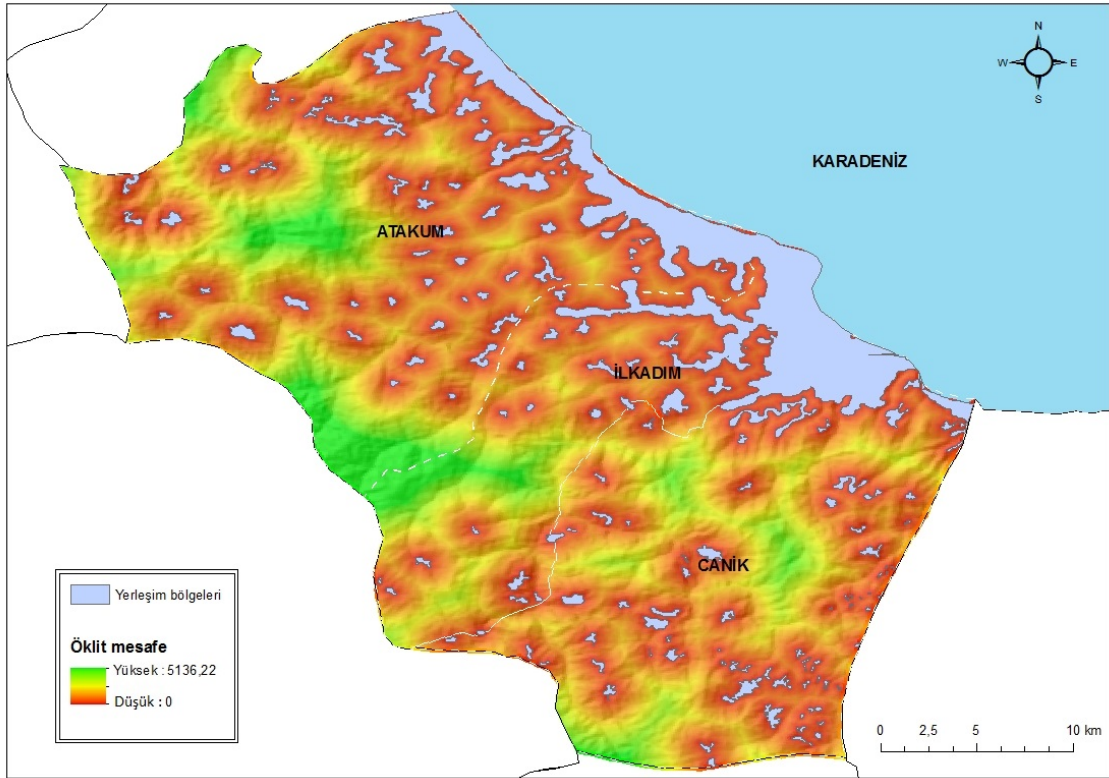 N
W E
S
KARADENİZ
ATAKUM
İLKADIM
CANİK
Yerleşim bölgeleri
Öklit mesafe
Yüksek : 5136,22
Düşük : 0
0 2,5 5 10 km